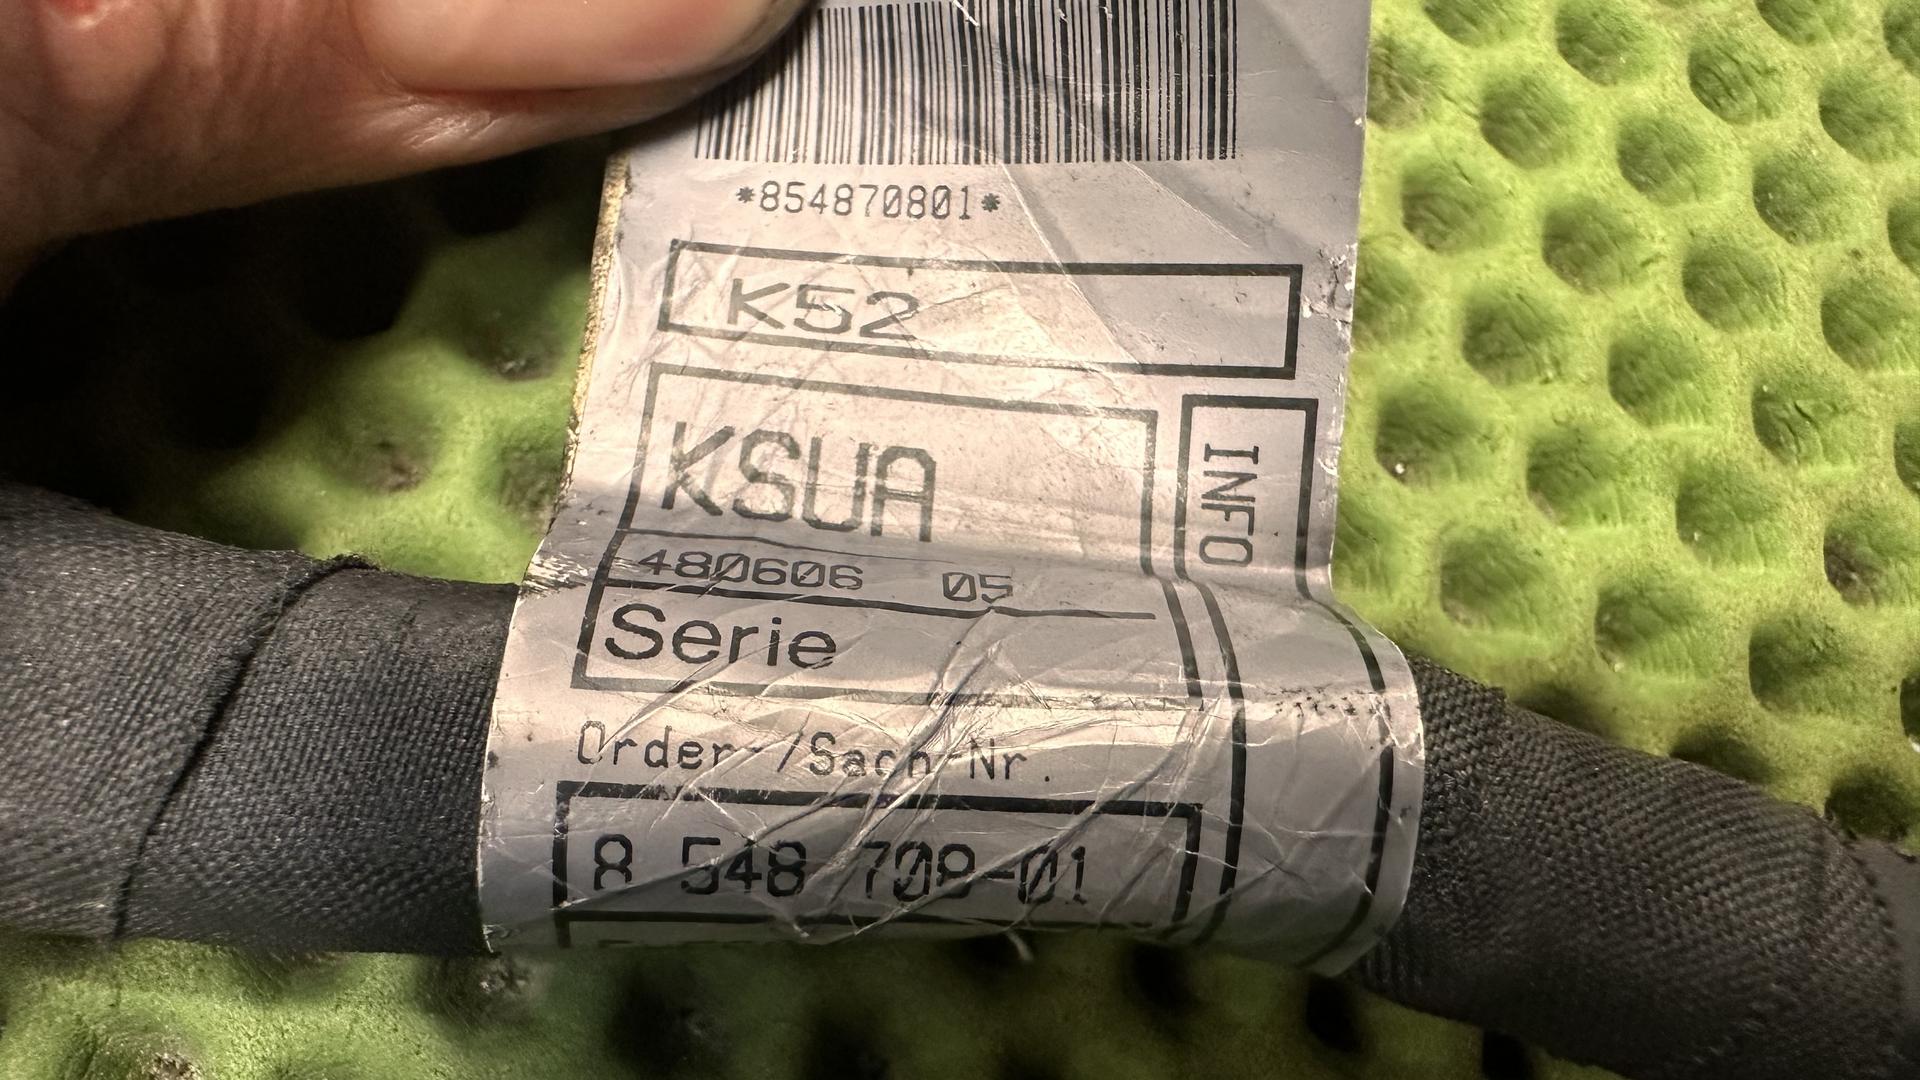 *854870801*
K52
KSUA
INFO
480606 05
Serie
Order-/Sach-Nr.
8 548 708-01